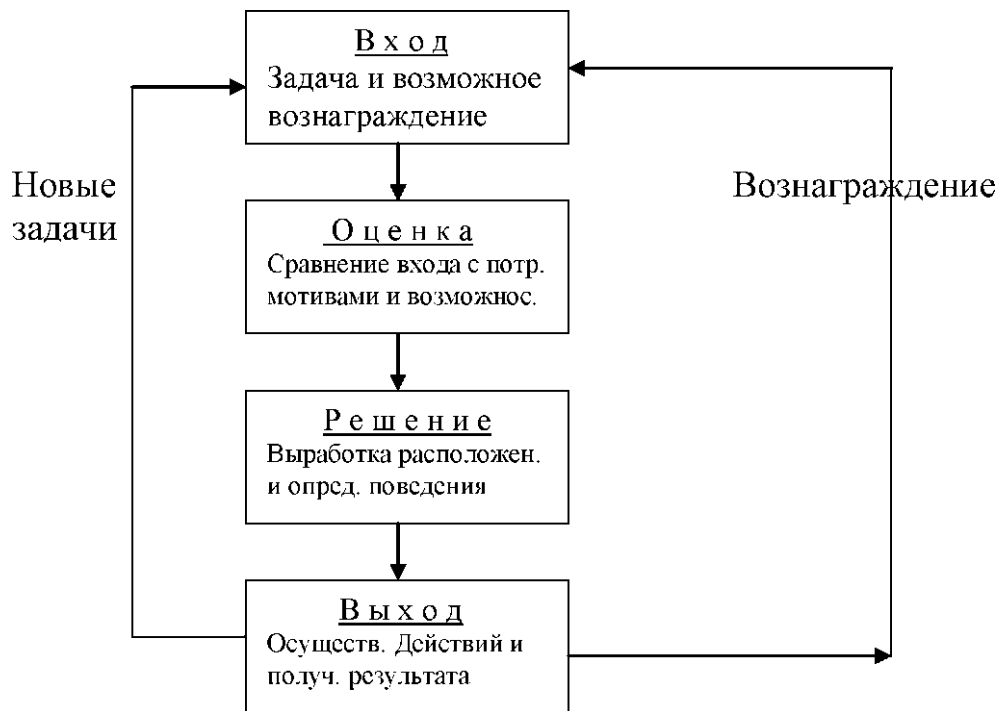 В х о д
Задача и возможное
вознаграждение
Новые
задачи
Вознаграждение
О ц е н к а
Сравнение входа с потр.
мотивами и возможнос.
Р е ш е н и е
Выработка расположен.
и опред. поведения
В ы х о д
Осуществ. Действий и
получ. результата